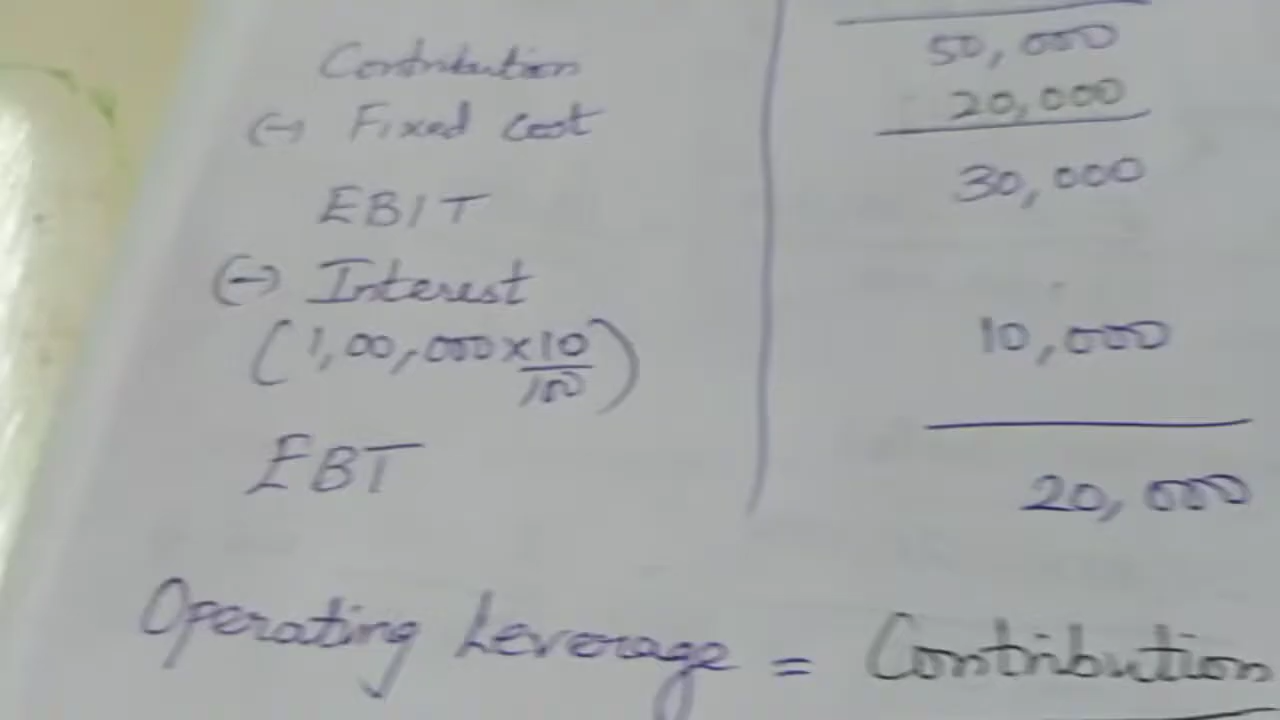 Contribution 50,000
(-) Fixed Cost 20,000
EBIT 30,000
(-) Interest
(1,00,000 × 10/100) 10,000
EBT 20,000
Operating Leverage = Contribution